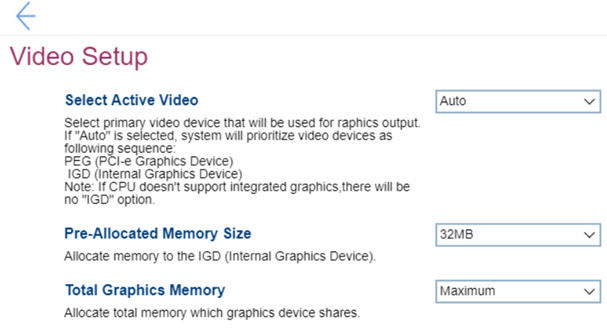 Video Setup
Select Active Video
Auto
Select primary video device that will be used for raphics output.
If "Auto" is selected, system will prioritize video devices as
following sequence:
PEG (PCI-e Graphics Device)
IGD (Internal Graphics Device)
Note: If CPU doesn't support integrated graphics,there will be
no "IGD" option.
Pre-Allocated Memory Size
32MB
Allocate memory to the IGD (Internal Graphics Device).
Total Graphics Memory
Maximum
Allocate total memory which graphics device shares.